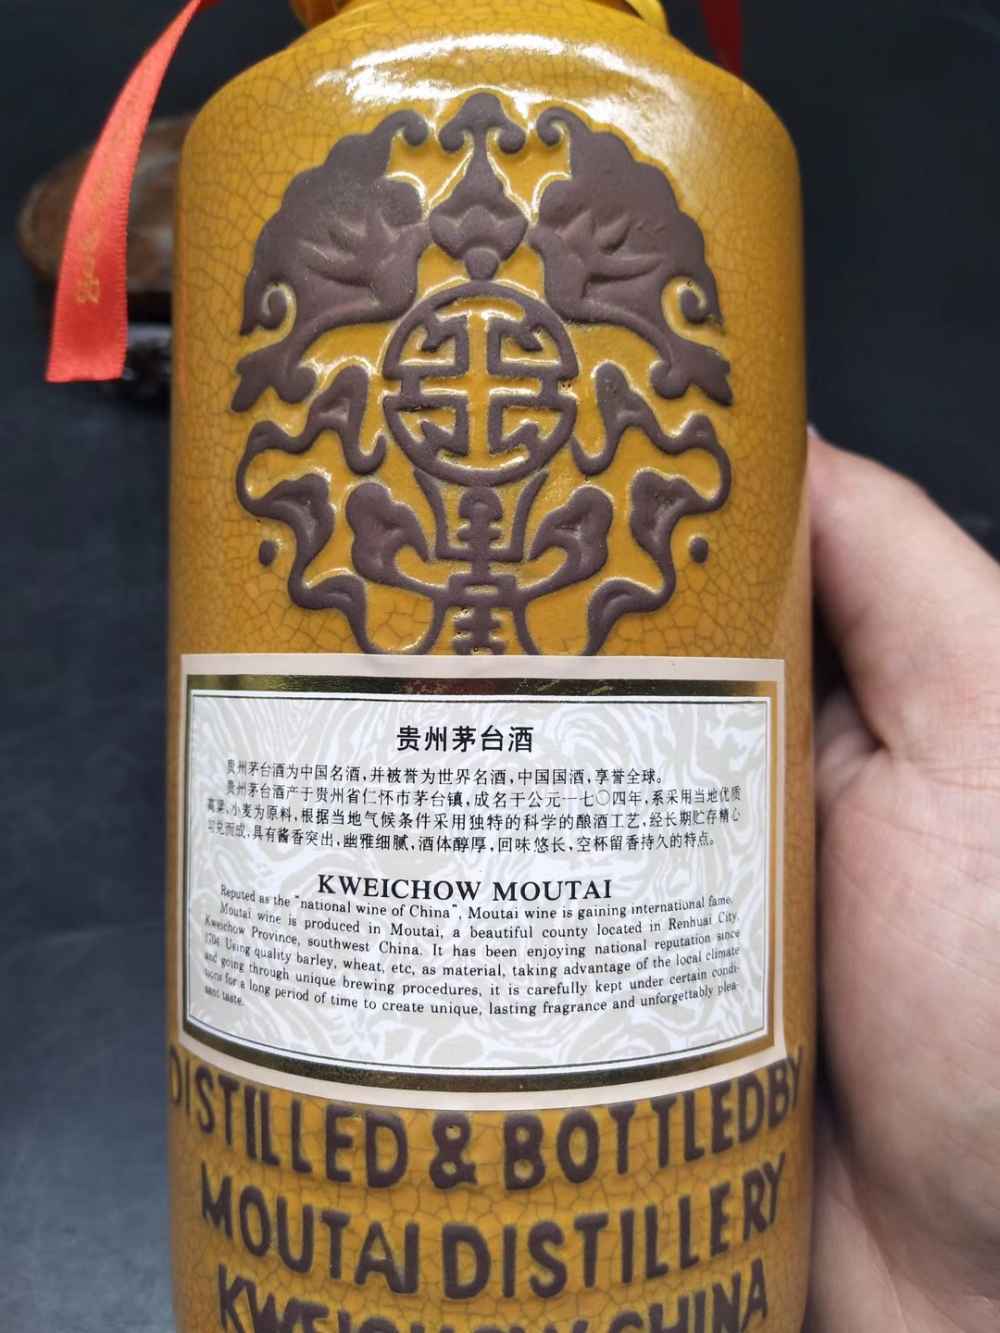 贵州茅台酒
贵州茅台酒为中国名酒,并被誉为世界名酒,中国国酒,享誉全球。
贵州茅台酒产于贵州省仁怀市茅台镇,成名于公元一七〇四年,系采用当地优质
高粱、小麦为原料,根据当地气候条件采用独特的科学的酿酒工艺,经长期贮存精心
勾兑而成,具有酱香突出,幽雅细腻,酒体醇厚,回味悠长,空杯留香持久的特点。
KWEICHOW MOUTAI
Reputed as the "national wine of China", Moutai wine is gaining international fame.
Moutai wine is produced in Moutai, a beautiful county located in Renhuai City,
Kweichow Province, southwest China. It has been enjoying national reputation since
1704. Using quality barley, wheat, etc, as material, taking advantage of the local climate
and going through unique brewing procedures, it is carefully kept under certain condi-
tions for a long period of time to create unique, lasting fragrance and unforgettably plea-
sant taste.
DISTILLED & BOTTLED BY
MOUTAI DISTILLERY
KWEICHOW CHINA